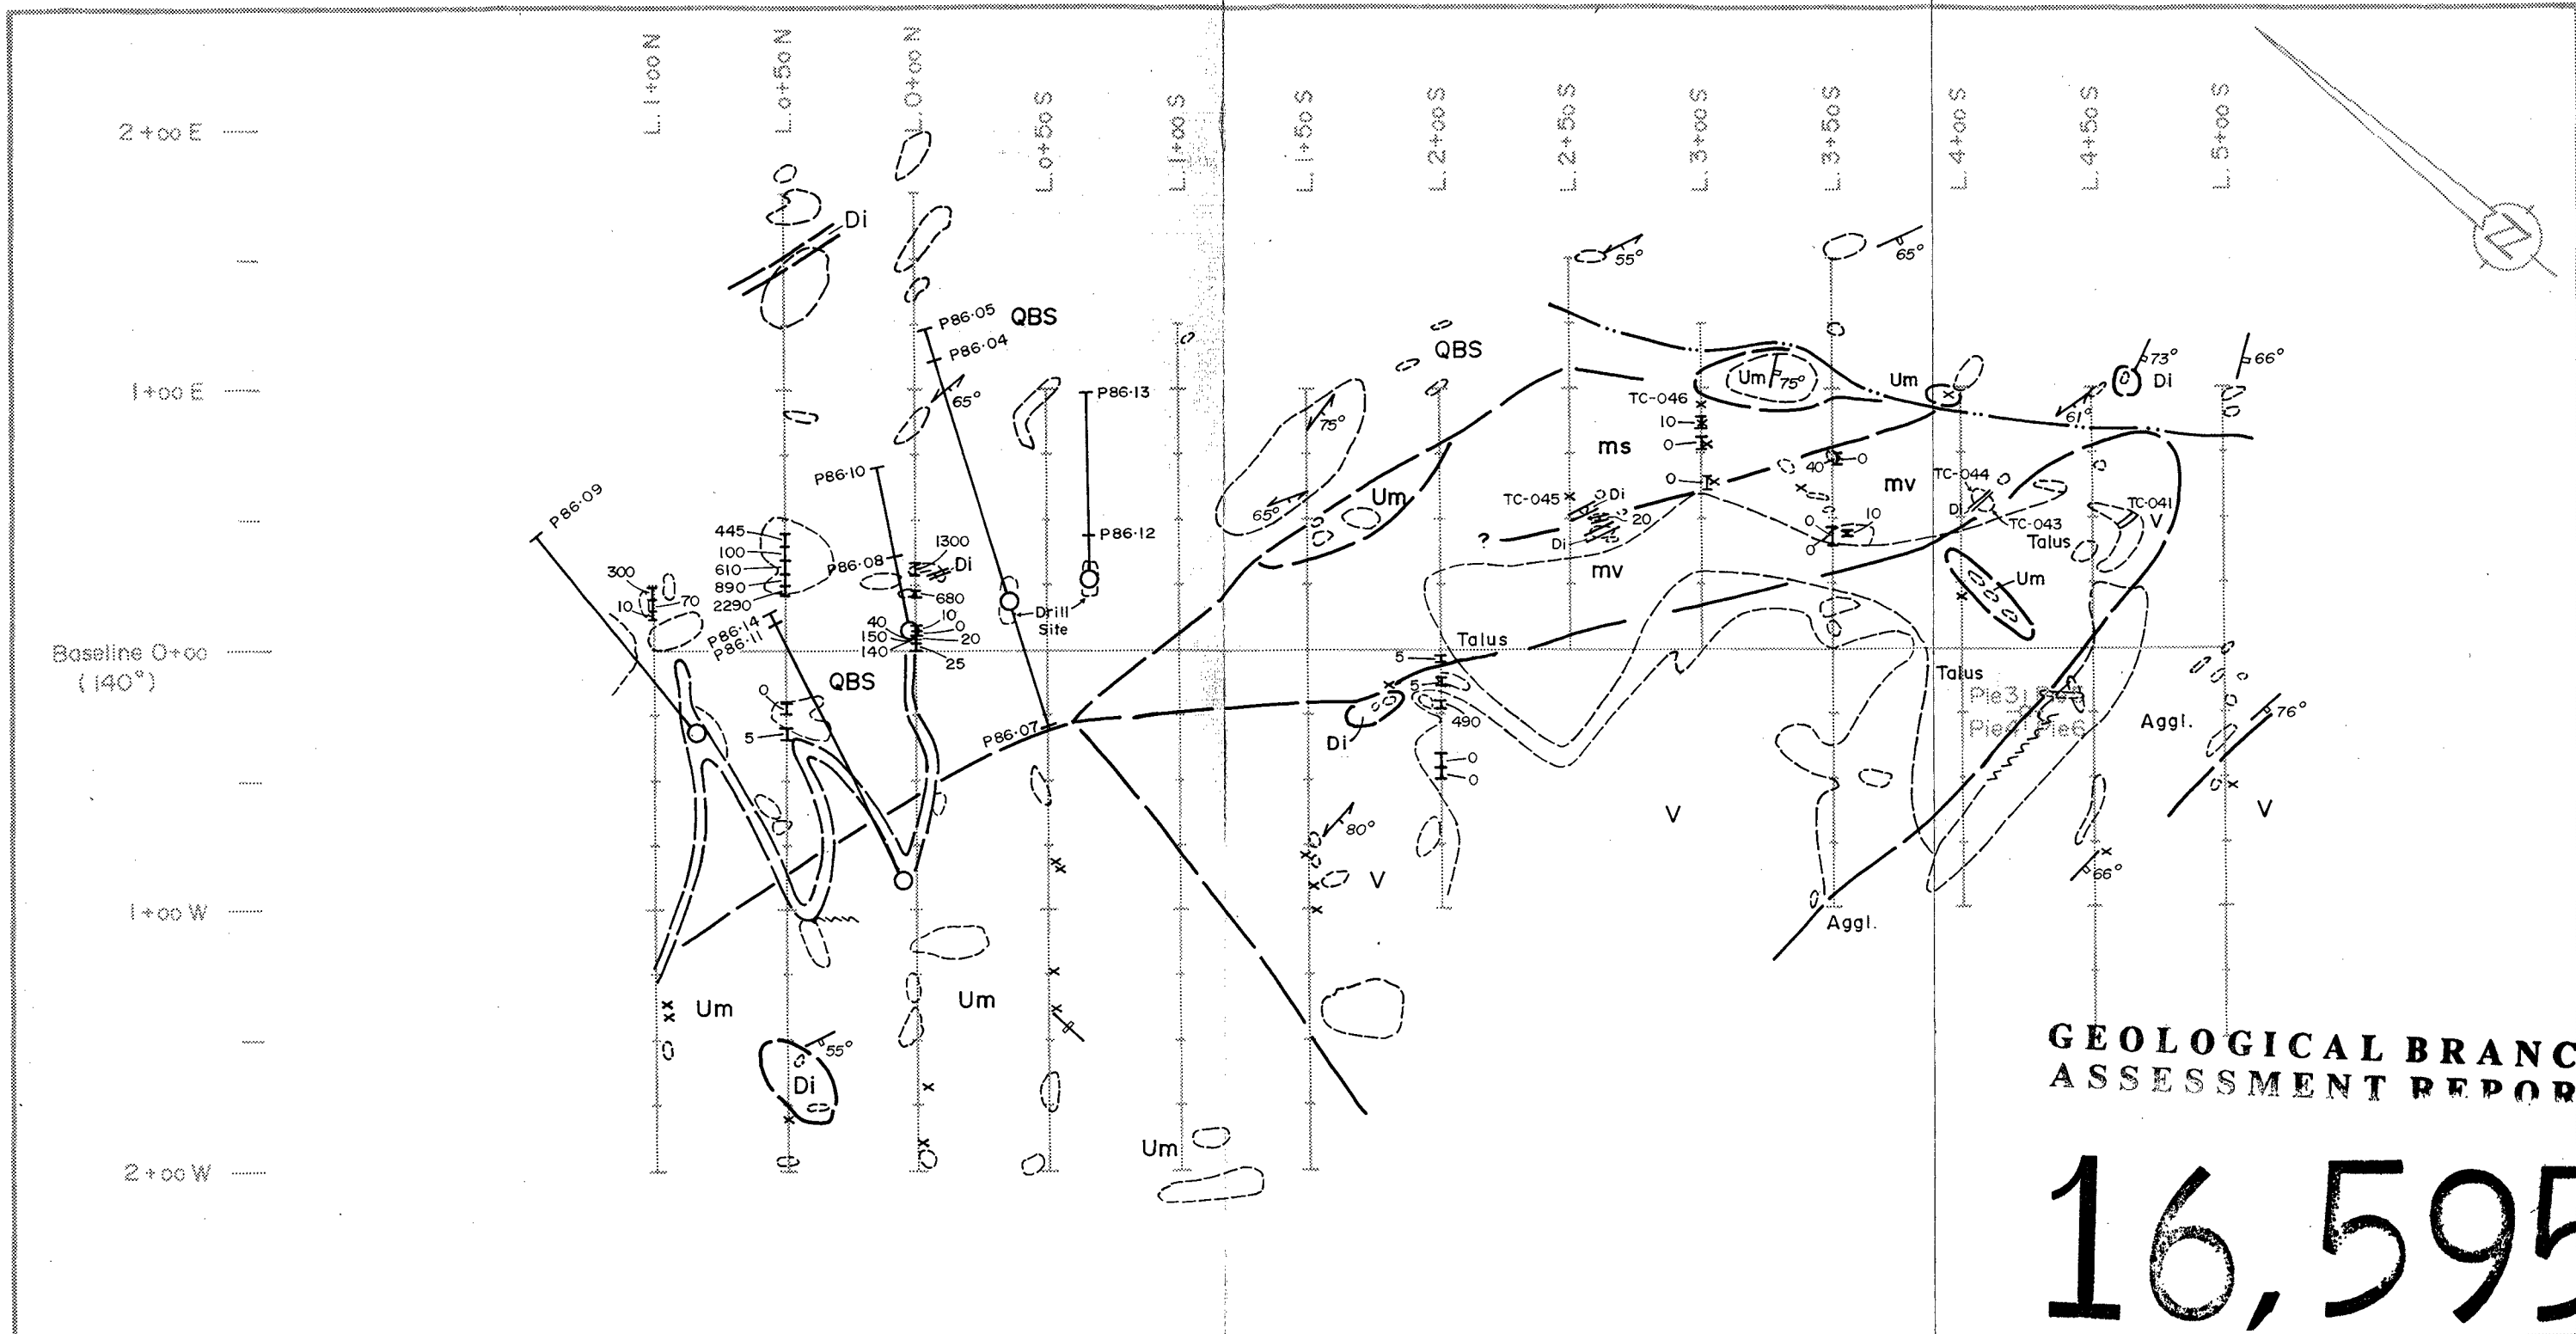 L. 1+00 N
L. 0+50 N
L. 0+00 N
L. 0+50 S
L. 1+00 S
L. 1+50 S
L. 2+00 S
L. 2+50 S
L. 3+00 S
L. 3+50 S
L. 4+00 S
L. 4+50 S
L. 5+00 S
2+00 E
Di
55°
65°
P86-05 QBS
P86-04
QBS
1+00 E
65°
P86-13
75°
TC-046
Um 75°
Um
73°
Di
66°
10
0
61°
ms
P86-10
P86-09
Um
65°
TC-045
Di
20
Di
0
40
0
mv
TC-044
Di
TC-043
Talus
TC-041
V
445
100
610
890
2290
P86-08
1300
Di
680
P86-12
?
mv
0
10
0
Um
300
10
70
P86-14
P86-11
40
150
140
10
0
20
25
Drill
Site
Baseline 0+00
(140°)
Talus
5
5
490
0
0
Talus
QBS
0
5
P86-07
Di
Pie3
Pie6
Aggl.
76°
V
V
80°
V
66°
1+00 W
Aggl.
Um
Um
55°
Di
Um
2+00 W
GEOLOGICAL BRANC
ASSESSMENT REPOR
16,595